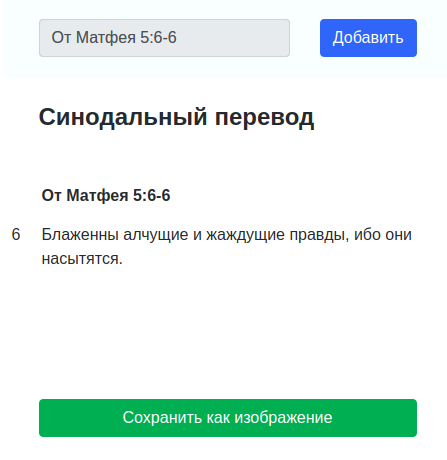 От Матфея 5:6-6
Добавить
Синодальный перевод
От Матфея 5:6-6
6 Блаженны алчущие и жаждущие правды, ибо они
насытятся.
Сохранить как изображение